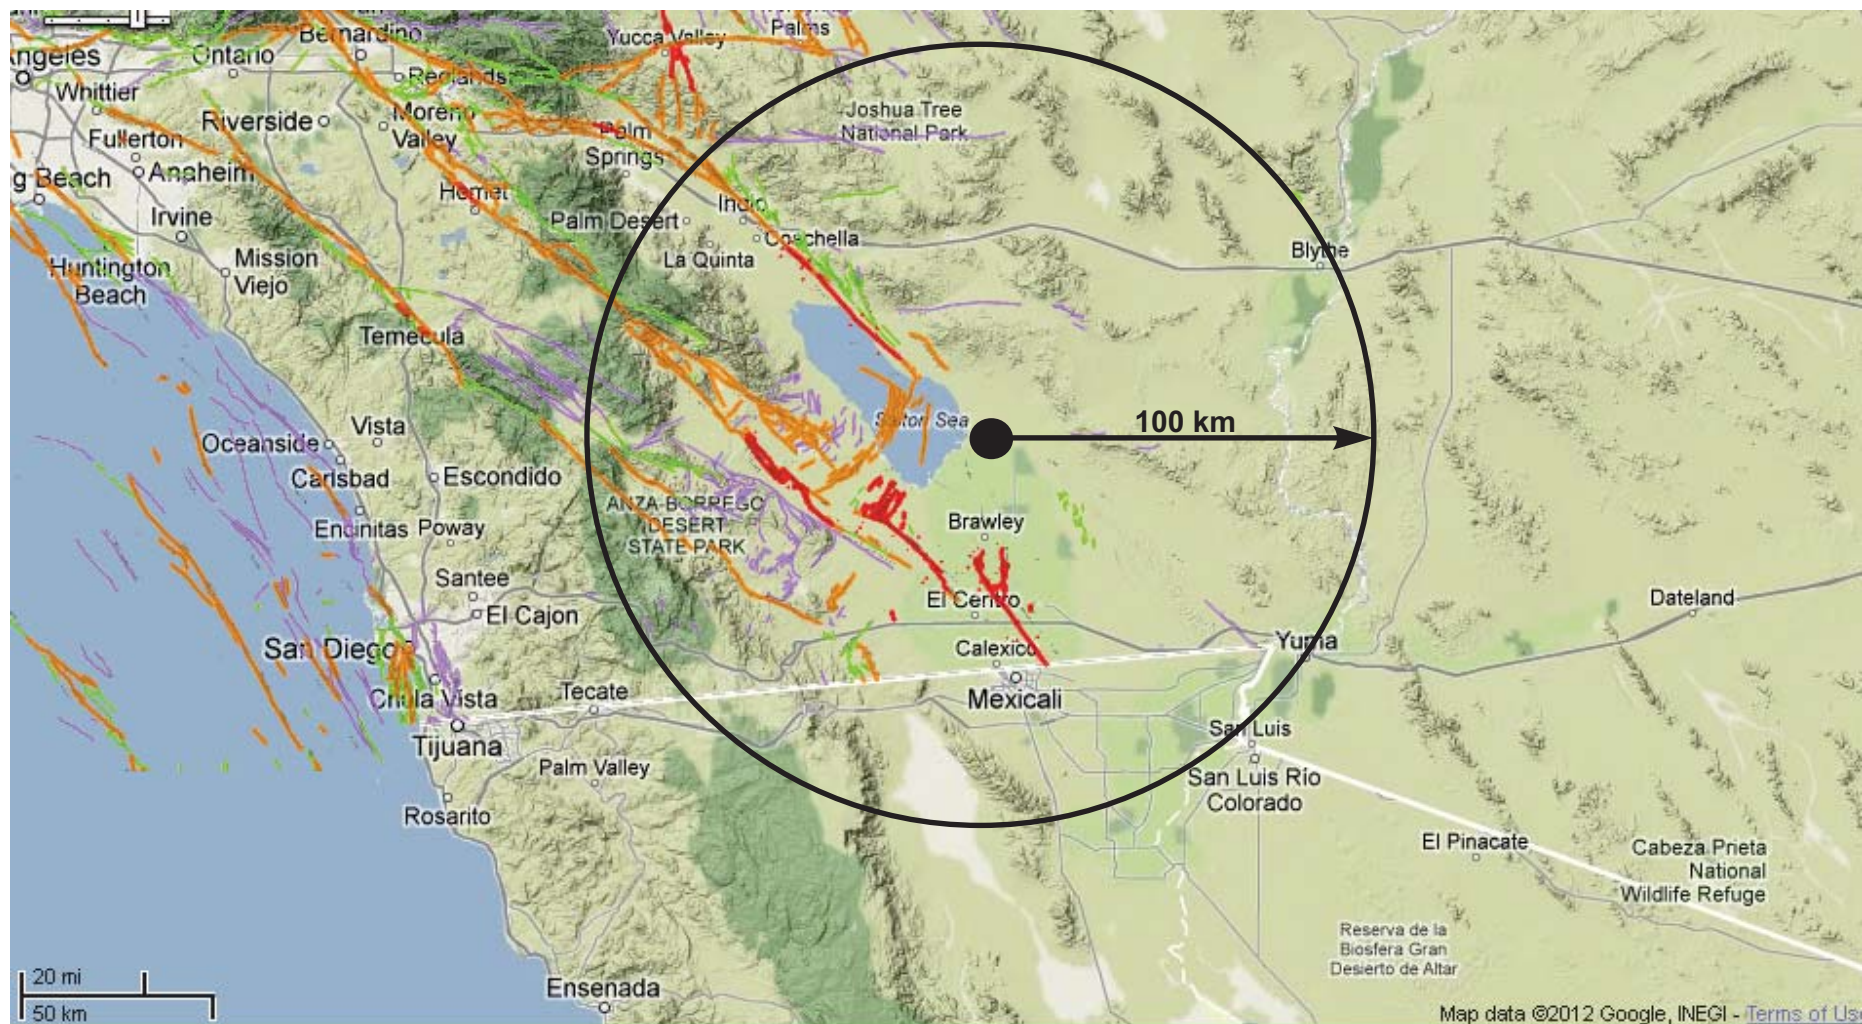 Bernardino
Yucca Valley
Palms
Angeles
Ontario
Redlands
Whittier
Moreno
Valley
Riverside
Joshua Tree
National Park
Fullerton
Palm
Springs
Anaheim
g Beach
Hemet
Irvine
Palm Desert
Indio
Coachella
Blythe
La Quinta
Mission
Viejo
Huntington
Beach
Temecula
Salton Sea
100 km
Vista
Oceanside
Carlsbad
Escondido
ANZA-BORREGO
DESERT
STATE PARK
Encinitas
Poway
Brawley
Santee
El Cajon
El Centro
Dateland
San Diego
Calexico
Yuma
Chula Vista
Tecate
Mexicali
Tijuana
San Luis
Palm Valley
San Luis Río
Colorado
Rosarito
El Pinacate
Cabeza Prieta
National
Wildlife Refuge
Reserva de la
Biosfera Gran
Desierto de Altar
Ensenada
20 mi
50 km
Map data ©2012 Google, INEGI - Terms of Us